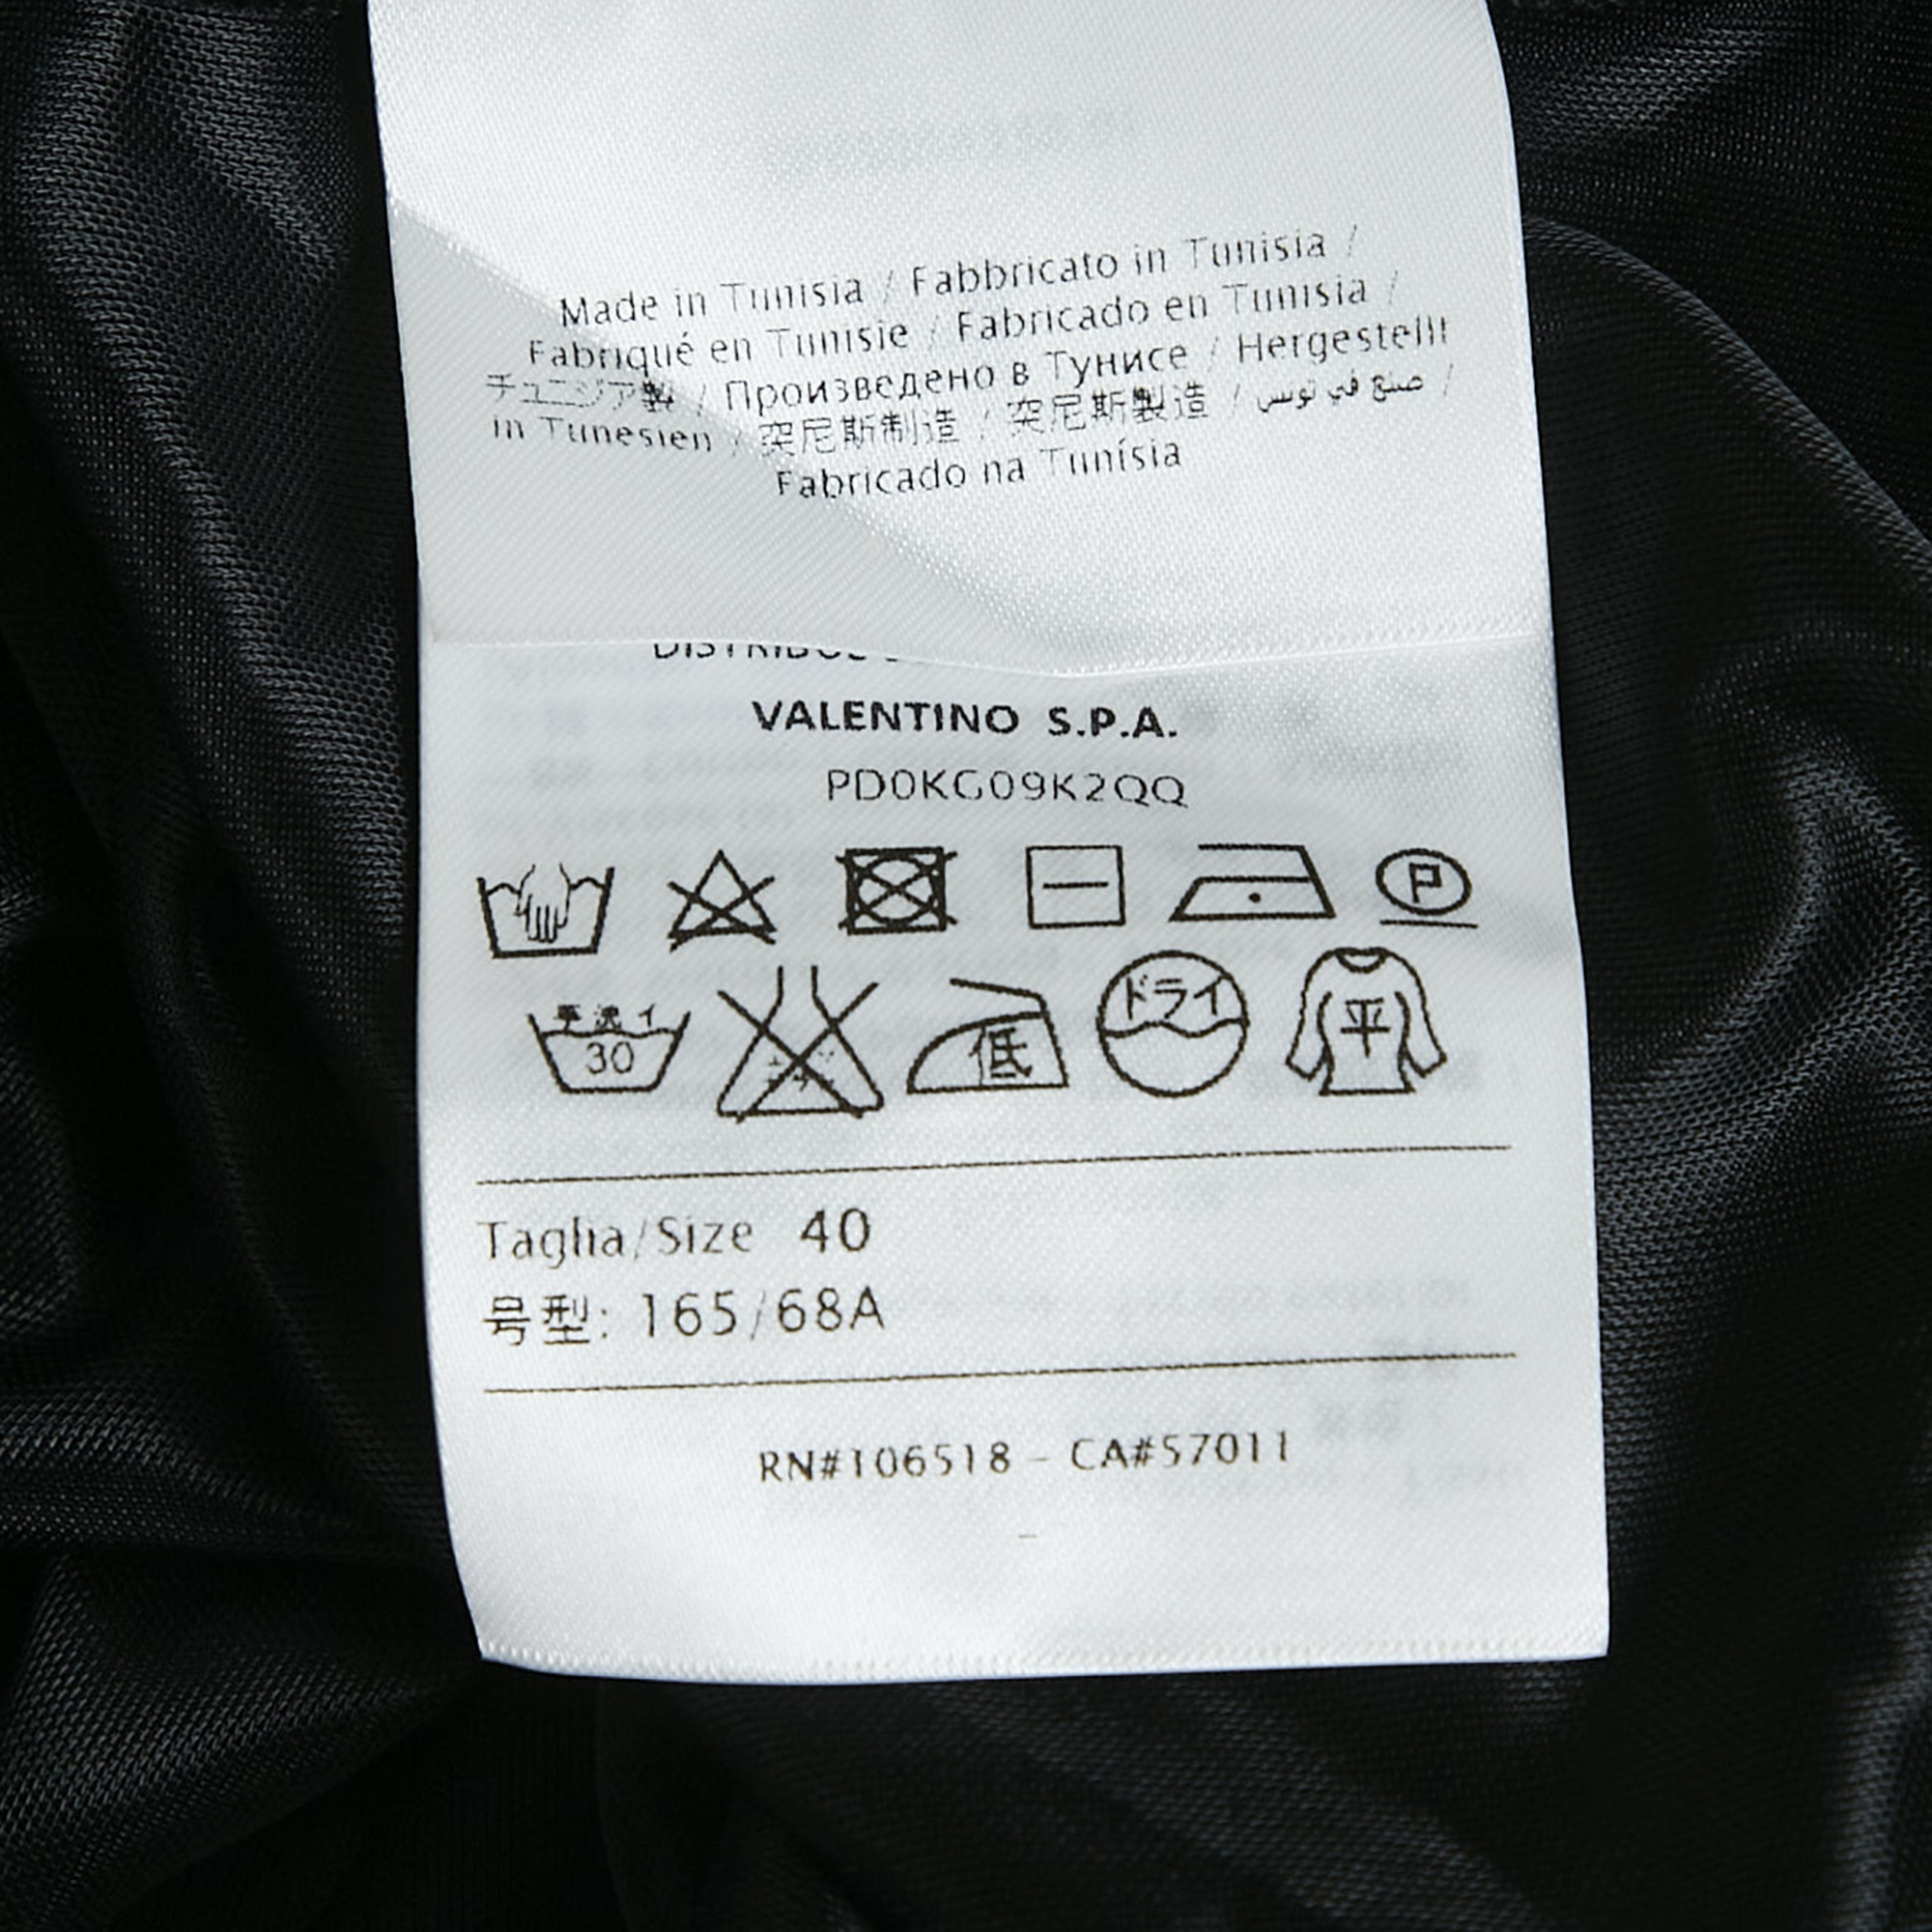 Made in Tunisia / Fabbricato in Tunisia /
Fabriqué en Tunisie / Fabricado en Tunisia /
チュニジア製 / Произведено в Тунисе / Hergestellt
in Tunesien / 突尼斯制造 / 突尼斯製造 / صنع في تونس /
Fabricado na Tunísia
VALENTINO S.P.A.
PD0KG09K2QQ
P
手洗イ
30
低
ドライ
平
Taglia/Size 40
号型: 165/68A
RN#106518 - CA#57011
-